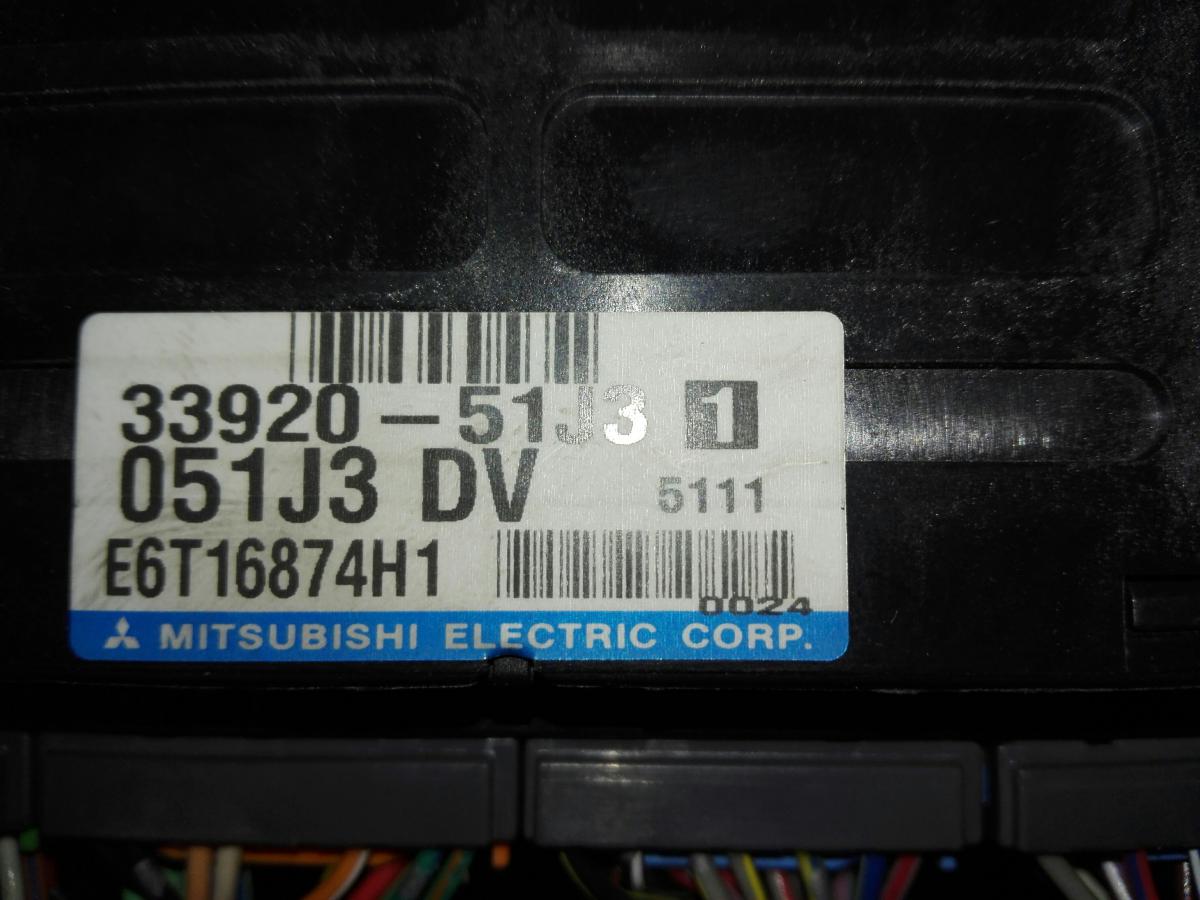 33920-51J3 1
051J3 DV 5111
E6T16874H1
0024
MITSUBISHI ELECTRIC CORP.